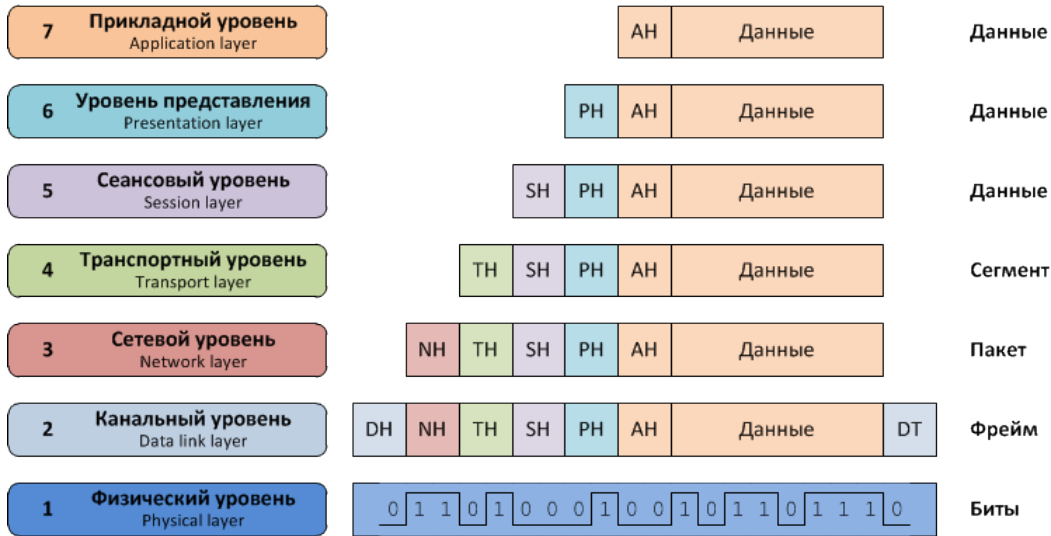 7 Прикладной уровень
Application layer
AH Данные
Данные
6 Уровень представления
Presentation layer
PH AH Данные
Данные
5 Сеансовый уровень
Session layer
SH PH AH Данные
Данные
4 Транспортный уровень
Transport layer
TH SH PH AH Данные
Сегмент
3 Сетевой уровень
Network layer
NH TH SH PH AH Данные
Пакет
2 Канальный уровень
Data link layer
DH NH TH SH PH AH Данные DT
Фрейм
1 Физический уровень
Physical layer
0 1 1 0 1 0 0 0 1 0 0 1 0 1 1 0 1 1 1 0
Биты